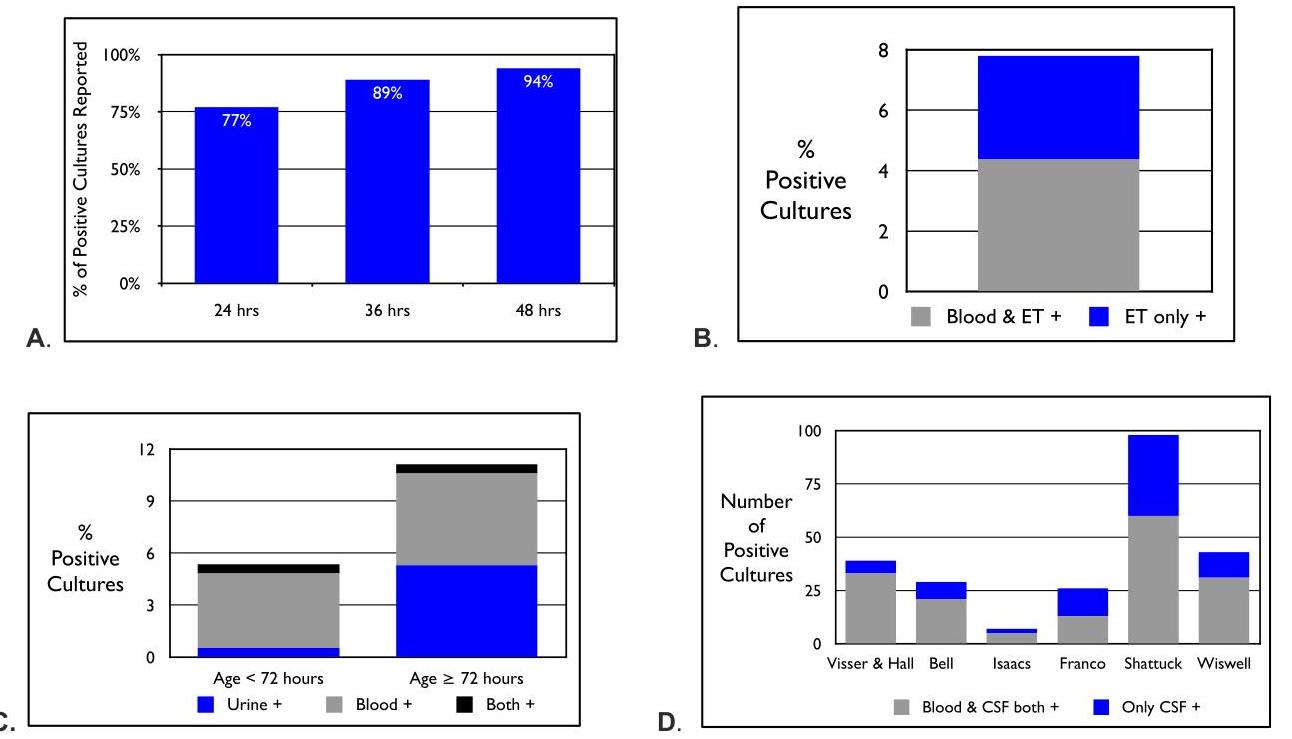 % of Positive Cultures Reported
100%
75%
50%
25%
0%
77%
89%
94%
24 hrs
36 hrs
48 hrs
A.
%
Positive
Cultures
8
6
4
2
0
Blood & ET +
ET only +
B.
%
Positive
Cultures
12
9
6
3
0
Age < 72 hours
Age ≥ 72 hours
Urine +
Blood +
Both +
C.
Number
of
Positive
Cultures
100
75
50
25
0
Visser & Hall
Bell
Isaacs
Franco
Shattuck
Wiswell
Blood & CSF both +
Only CSF +
D.